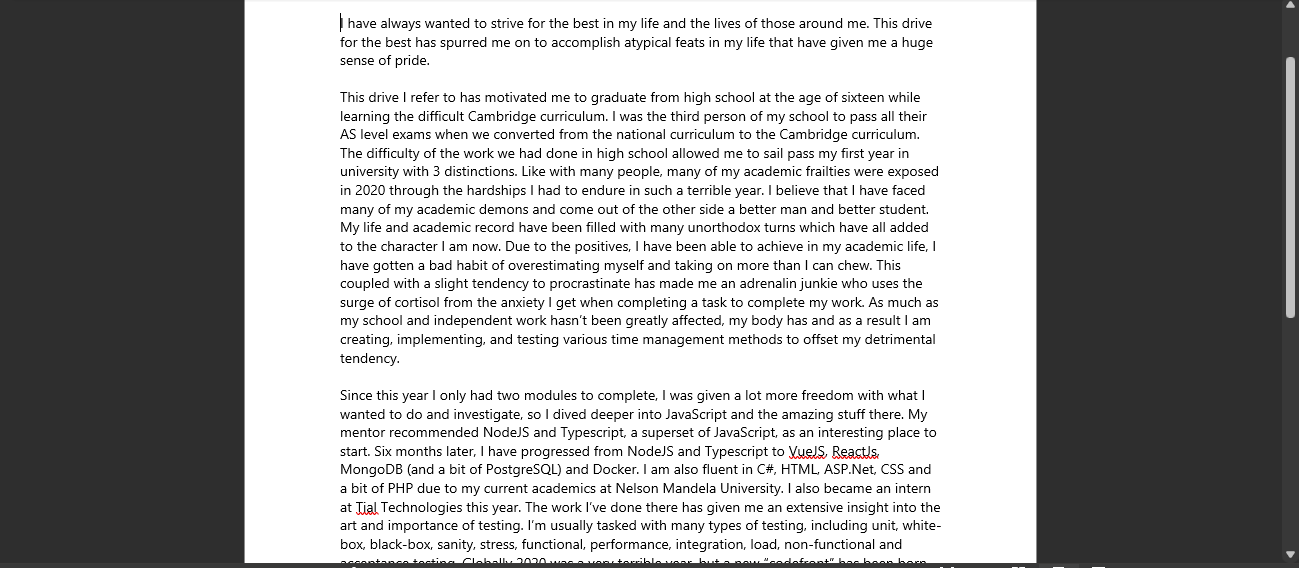 I have always wanted to strive for the best in my life and the lives of those around me. This drive
for the best has spurred me on to accomplish atypical feats in my life that have given me a huge
sense of pride.
This drive I refer to has motivated me to graduate from high school at the age of sixteen while
learning the difficult Cambridge curriculum. I was the third person of my school to pass all their
AS level exams when we converted from the national curriculum to the Cambridge curriculum.
The difficulty of the work we had done in high school allowed me to sail pass my first year in
university with 3 distinctions. Like with many people, many of my academic frailties were exposed
in 2020 through the hardships I had to endure in such a terrible year. I believe that I have faced
many of my academic demons and come out of the other side a better man and better student.
My life and academic record have been filled with many unorthodox turns which have all added
to the character I am now. Due to the positives, I have been able to achieve in my academic life, I
have gotten a bad habit of overestimating myself and taking on more than I can chew. This
coupled with a slight tendency to procrastinate has made me an adrenalin junkie who uses the
surge of cortisol from the anxiety I get when completing a task to complete my work. As much as
my school and independent work hasn't been greatly affected, my body has and as a result I am
creating, implementing, and testing various time management methods to offset my detrimental
tendency.
Since this year I only had two modules to complete, I was given a lot more freedom with what I
wanted to do and investigate, so I dived deeper into JavaScript and the amazing stuff there. My
mentor recommended NodeJS and Typescript, a superset of JavaScript, as an interesting place to
start. Six months later, I have progressed from NodeJS and Typescript to VueJS, ReactJs,
MongoDB (and a bit of PostgreSQL) and Docker. I am also fluent in C#, HTML, ASP.Net, CSS and
a bit of PHP due to my current academics at Nelson Mandela University. I also became an intern
at Tial Technologies this year. The work I've done there has given me an extensive insight into the
art and importance of testing. I'm usually tasked with many types of testing, including unit, white-
box, black-box, sanity, stress, functional, performance, integration, load, non-functional and
acceptance testing. Globally 2020 was a very terrible year, but a new "codefront" has been born